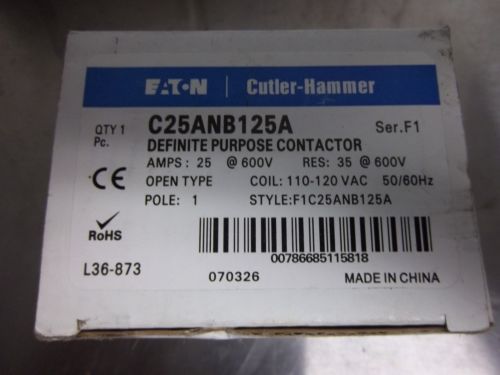 EATON Cutler-Hammer
QTY 1 Pc.
C25ANB125A Ser.F1
DEFINITE PURPOSE CONTACTOR
AMPS: 25 @ 600V RES: 35 @ 600V
OPEN TYPE COIL: 110-120 VAC 50/60Hz
POLE: 1 STYLE:F1C25ANB125A
CE
RoHS
00786685115818
L36-873
070326
MADE IN CHINA